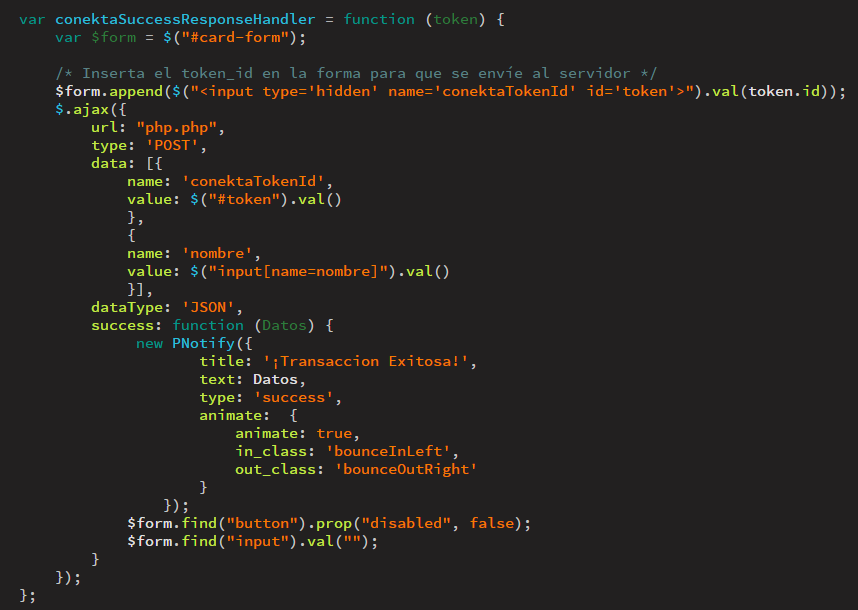 var conektaSuccessResponseHandler = function (token) {
    var $form = $("#card-form");

    /* Inserta el token_id en la forma para que se envíe al servidor */
    $form.append($("<input type='hidden' name='conektaTokenId' id='token'>").val(token.id));
    $.ajax({
        url: "php.php",
        type: 'POST',
        data: [{
            name: 'conektaTokenId',
            value: $("#token").val()
            },
            {
            name: 'nombre',
            value: $("input[name=nombre]").val()
            }],
        dataType: 'JSON',
        success: function (Datos) {
             new PNotify({
                    title: '¡Transaccion Exitosa!',
                    text: Datos,
                    type: 'success',
                    animate:  {
                        animate: true,
                        in_class: 'bounceInLeft',
                        out_class: 'bounceOutRight'
                    }
                });
            $form.find("button").prop("disabled", false);
            $form.find("input").val("");
        }
    });
};